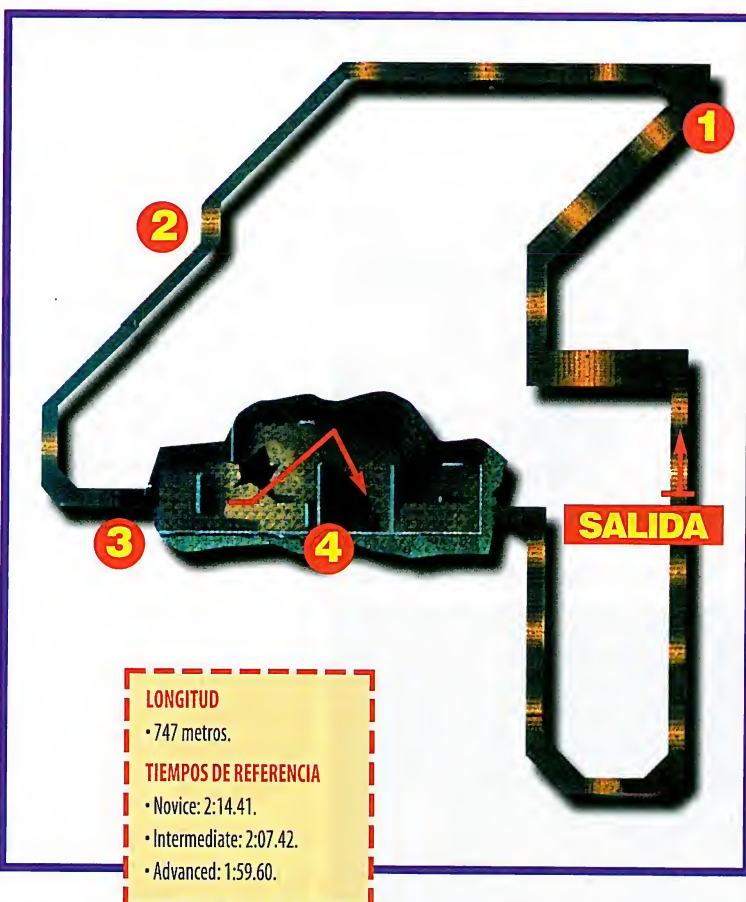 1
2
SALIDA
3
4
LONGITUD
• 747 metros.
TIEMPOS DE REFERENCIA
• Novice: 2:14.41.
• Intermediate: 2:07.42.
• Advanced: 1:59.60.